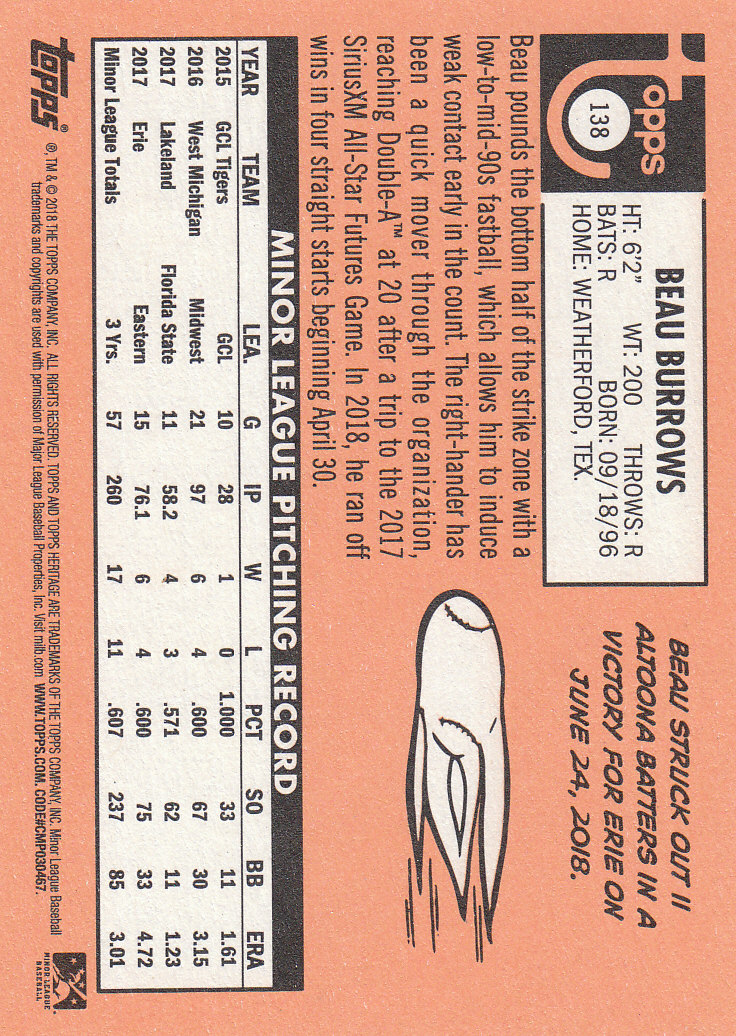 topps
138
BEAU BURROWS
HT: 6'2" WT: 200 THROWS: R
BATS: R BORN: 09/18/96
HOME: WEATHERFORD, TEX.
Beau pounds the bottom half of the strike zone with a
low-to-mid-90s fastball, which allows him to induce
weak contact early in the count. The right-hander has
been a quick mover through the organization,
reaching Double-A™ at 20 after a trip to the 2017
SiriusXM All-Star Futures Game. In 2018, he ran off
wins in four straight starts beginning April 30.
BEAU STRUCK OUT 11
ALTOONA BATTERS IN A
VICTORY FOR ERIE ON
JUNE 24, 2018.
MINOR LEAGUE PITCHING RECORD
YEAR TEAM LEA. G IP W L PCT SO BB ERA
2015 GCL Tigers GCL 10 28 1 0 1.000 33 11 1.61
2016 West Michigan Midwest 21 97 6 4 .600 67 30 3.15
2017 Lakeland Florida State 11 58.2 4 3 .571 62 11 1.23
2017 Erie Eastern 15 76.1 6 4 .600 75 33 4.72
Minor League Totals 3 Yrs. 57 260 17 11 .607 237 85 3.01
topps®
®, TM & © 2018 THE TOPPS COMPANY, INC. ALL RIGHTS RESERVED. TOPPS AND TOPPS HERITAGE ARE TRADEMARKS OF THE TOPPS COMPANY, INC. Minor League Baseball
trademarks and copyrights are used with permission of Major League Baseball Properties, Inc. Visit milb.com WWW.TOPPS.COM. CODE#CMP030467.
MINOR LEAGUE
BASEBALL